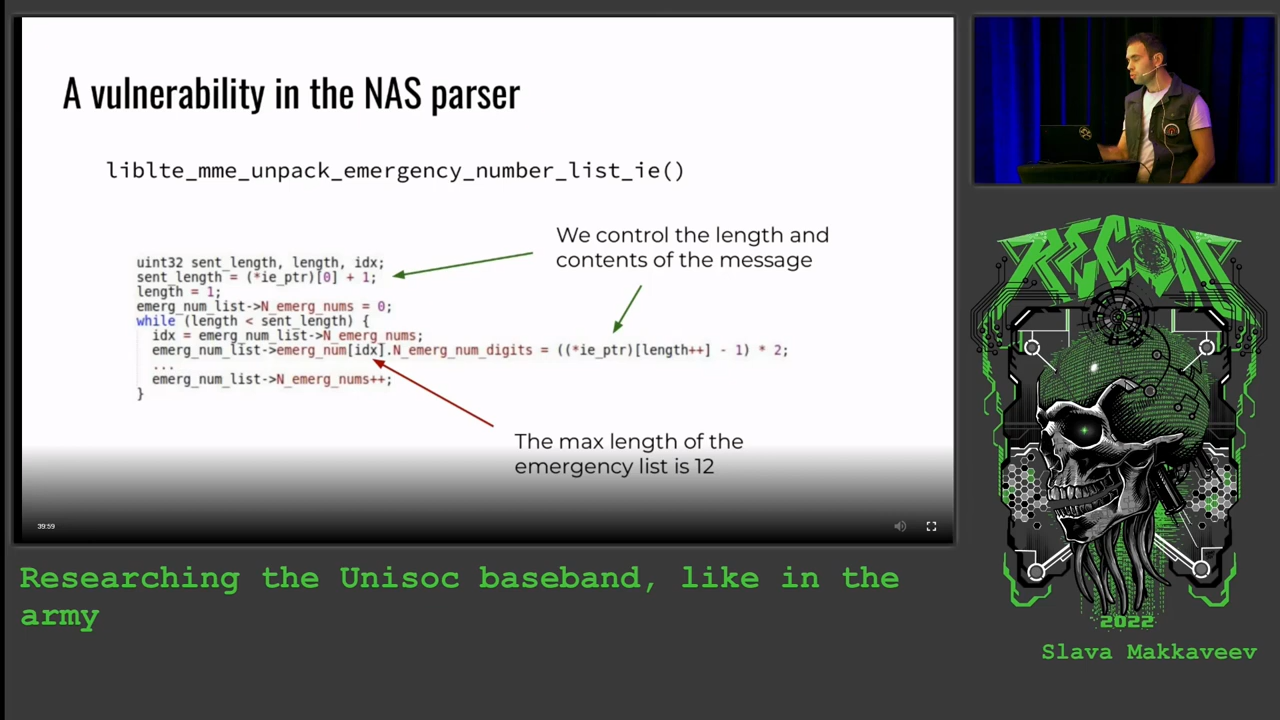 A vulnerability in the NAS parser
liblte_mme_unpack_emergency_number_list_ie()
We control the length and
contents of the message
uint32 sent_length, length, idx;
sent_length = (*ie_ptr)[0] + 1;
length = 1;
emerg_num_list->N_emerg_nums = 0;
while (length < sent_length) {
idx = emerg_num_list->N_emerg_nums;
emerg_num_list->emerg_num[idx].N_emerg_num_digits = ((*ie_ptr)[length++] - 1) * 2;
...
emerg_num_list->N_emerg_nums++;
}
The max length of the
emergency list is 12
39:59
Researching the Unisoc baseband, like in the
army
RECON
2022
Slava Makkaveev